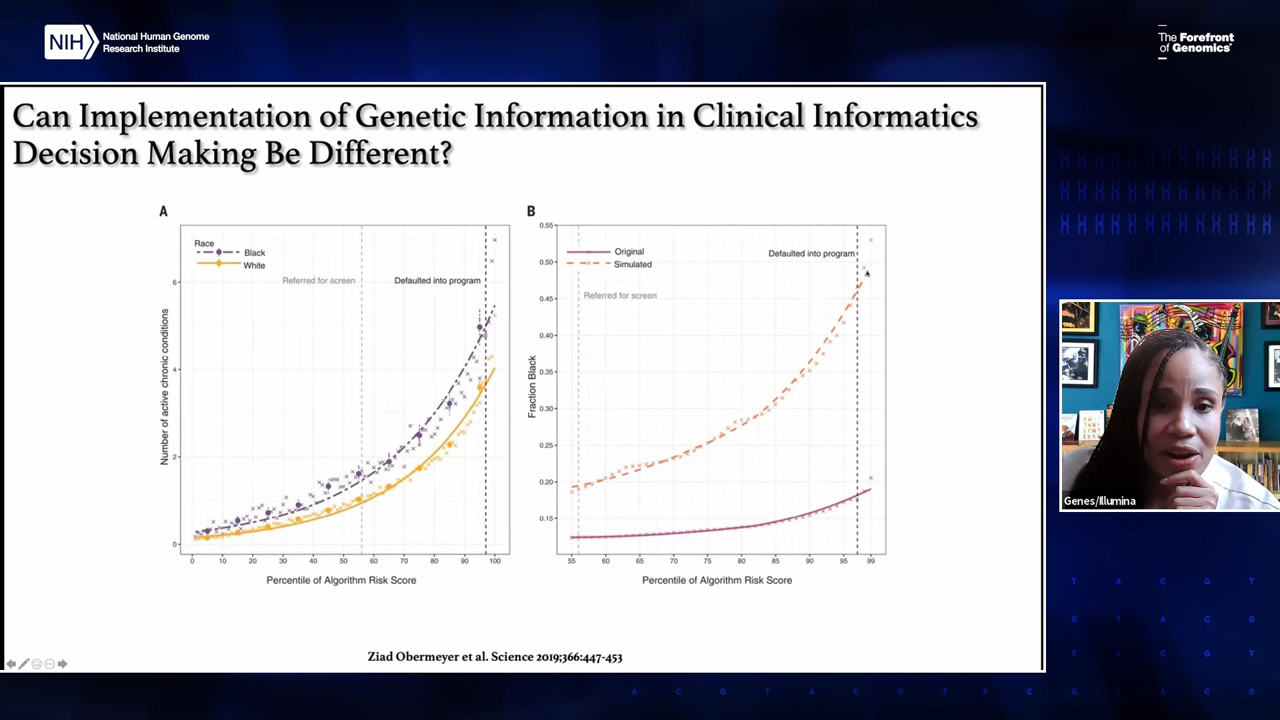 NIH
National Human Genome
Research Institute
The Forefront
of Genomics®
Can Implementation of Genetic Information in Clinical Informatics
Decision Making Be Different?
A
Race
Black
White
Referred for screen
Defaulted into program
Number of active chronic conditions
6
4
2
0
0 10 20 30 40 50 60 70 80 90 100
Percentile of Algorithm Risk Score
B
Original
Simulated
Defaulted into program
Referred for screen
Fraction Black
0.55
0.50
0.45
0.40
0.35
0.30
0.25
0.20
0.15
55 60 65 70 75 80 85 90 95 99
Percentile of Algorithm Risk Score
Ziad Obermeyer et al. Science 2019;366:447-453
Genes/Illumina
T A C G T
G T A C G
T A C G T
A C G T A C G T A C G T A C G